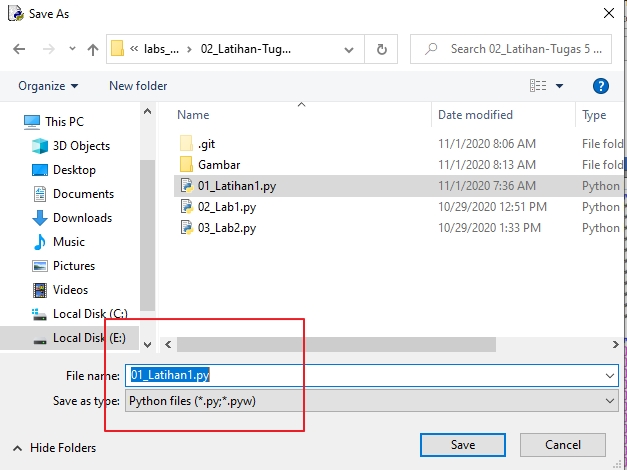 Save As
labs_... 02_Latihan-Tug... Search 02_Latihan-Tugas 5 ...
Organize New folder
This PC
3D Objects
Desktop
Documents
Downloads
Music
Pictures
Videos
Local Disk (C:)
Local Disk (E:)
Name Date modified Type
.git 11/1/2020 8:06 AM File fold
Gambar 11/1/2020 8:13 AM File fold
01_Latihan1.py 11/1/2020 7:36 AM Python
02_Lab1.py 10/29/2020 12:51 PM Python
03_Lab2.py 10/29/2020 1:33 PM Python
File name: 01_Latihan1.py
Save as type: Python files (*.py;*.pyw)
Hide Folders Save Cancel